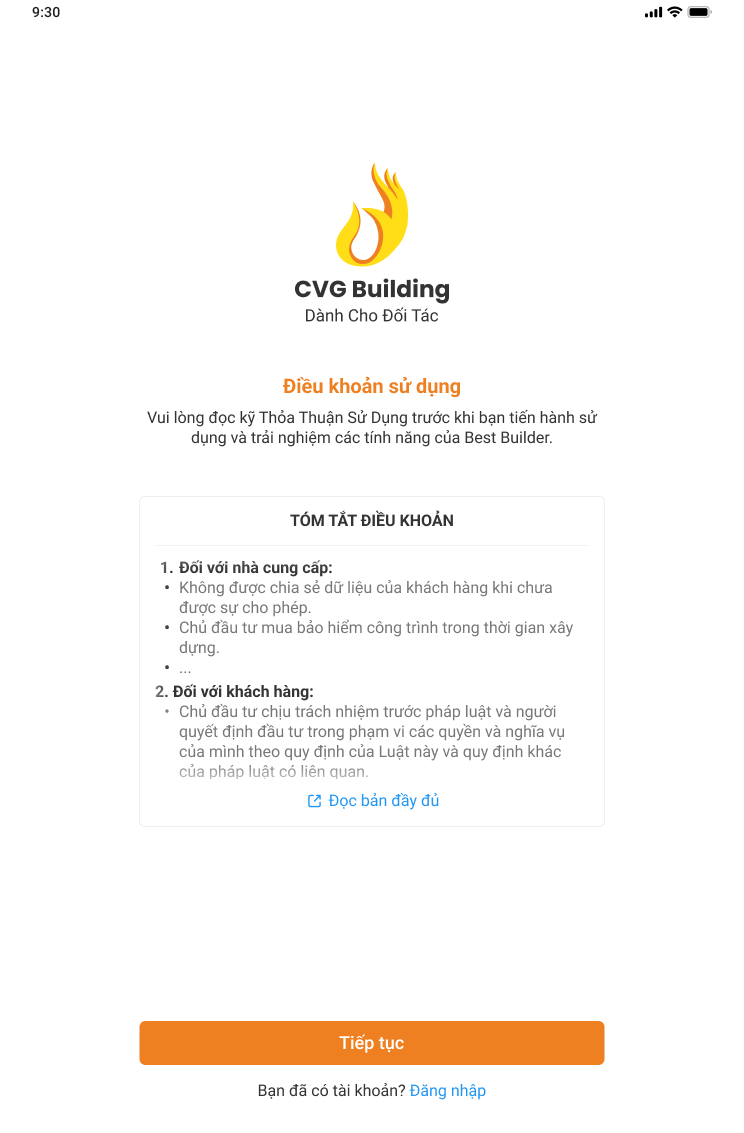 9:30
CVG Building
Dành Cho Đối Tác
Điều khoản sử dụng
Vui lòng đọc kỹ Thỏa Thuận Sử Dụng trước khi bạn tiến hành sử
dụng và trải nghiệm các tính năng của Best Builder.
TÓM TẮT ĐIỀU KHOẢN
1. Đối với nhà cung cấp:
• Không được chia sẻ dữ liệu của khách hàng khi chưa
được sự cho phép.
• Chủ đầu tư mua bảo hiểm công trình trong thời gian xây
dựng.
• ...
2. Đối với khách hàng:
• Chủ đầu tư chịu trách nhiệm trước pháp luật và người
quyết định đầu tư trong phạm vi các quyền và nghĩa vụ
của mình theo quy định của Luật này và quy định khác
của pháp luật có liên quan.
Đọc bản đầy đủ
Tiếp tục
Bạn đã có tài khoản? Đăng nhập